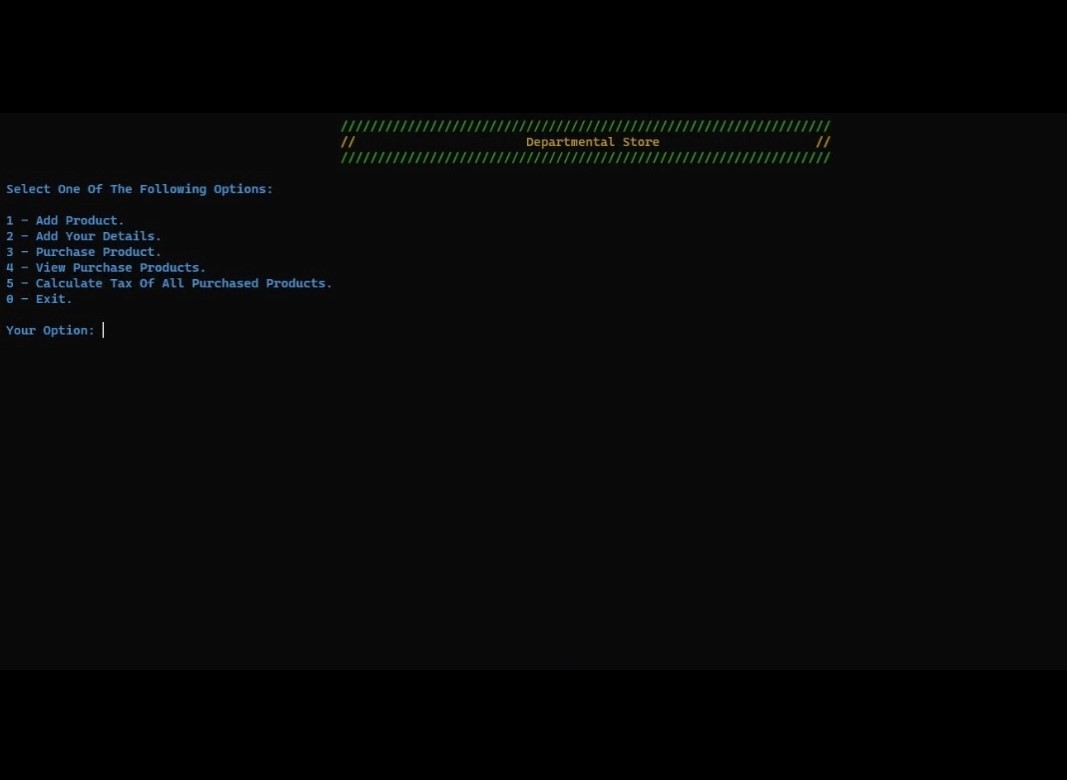 //////////////////////////////////////////////////////////////////
// Departmental Store //
//////////////////////////////////////////////////////////////////
Select One Of The Following Options:
1 - Add Product.
2 - Add Your Details.
3 - Purchase Product.
4 - View Purchase Products.
5 - Calculate Tax Of All Purchased Products.
0 - Exit.
Your Option: